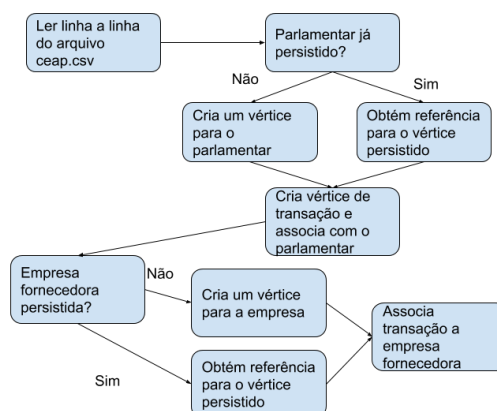 Ler linha a linha
do arquivo
ceap.csv
Parlamentar já
persistido?
Não
Sim
Cria um vértice
para o
parlamentar
Obtém referência
para o vértice
persistido
Cria vértice de
transação e
associa com o
parlamentar
Empresa
fornecedora
persistida?
Não
Cria um vértice
para a empresa
Sim
Obtém referência
para o vértice
persistido
Associa
transação a
empresa
fornecedora